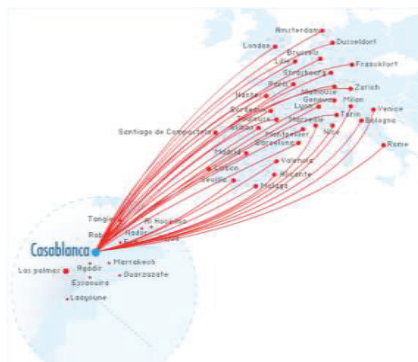 Amsterdam
London
Dusseldorf
Brussels
Lille
Frankfurt
Strasbourg
Paris
Zurich
Nantes
Mulhouse
Geneva
Milan
Bordeaux
Lyon
Venice
Turin
Toulouse
Marseille
Bologna
Santiago de Compostela
Bilbao
Montpellier
Nice
Barcelona
Rome
Madrid
Valencia
Lisbon
Alicante
Sevilla
Malaga
Tangier
Al Hoceima
Nador
Casablanca
Las palmas
Agadir
Marrakech
Essaouira
Ouarzazate
Laayoune